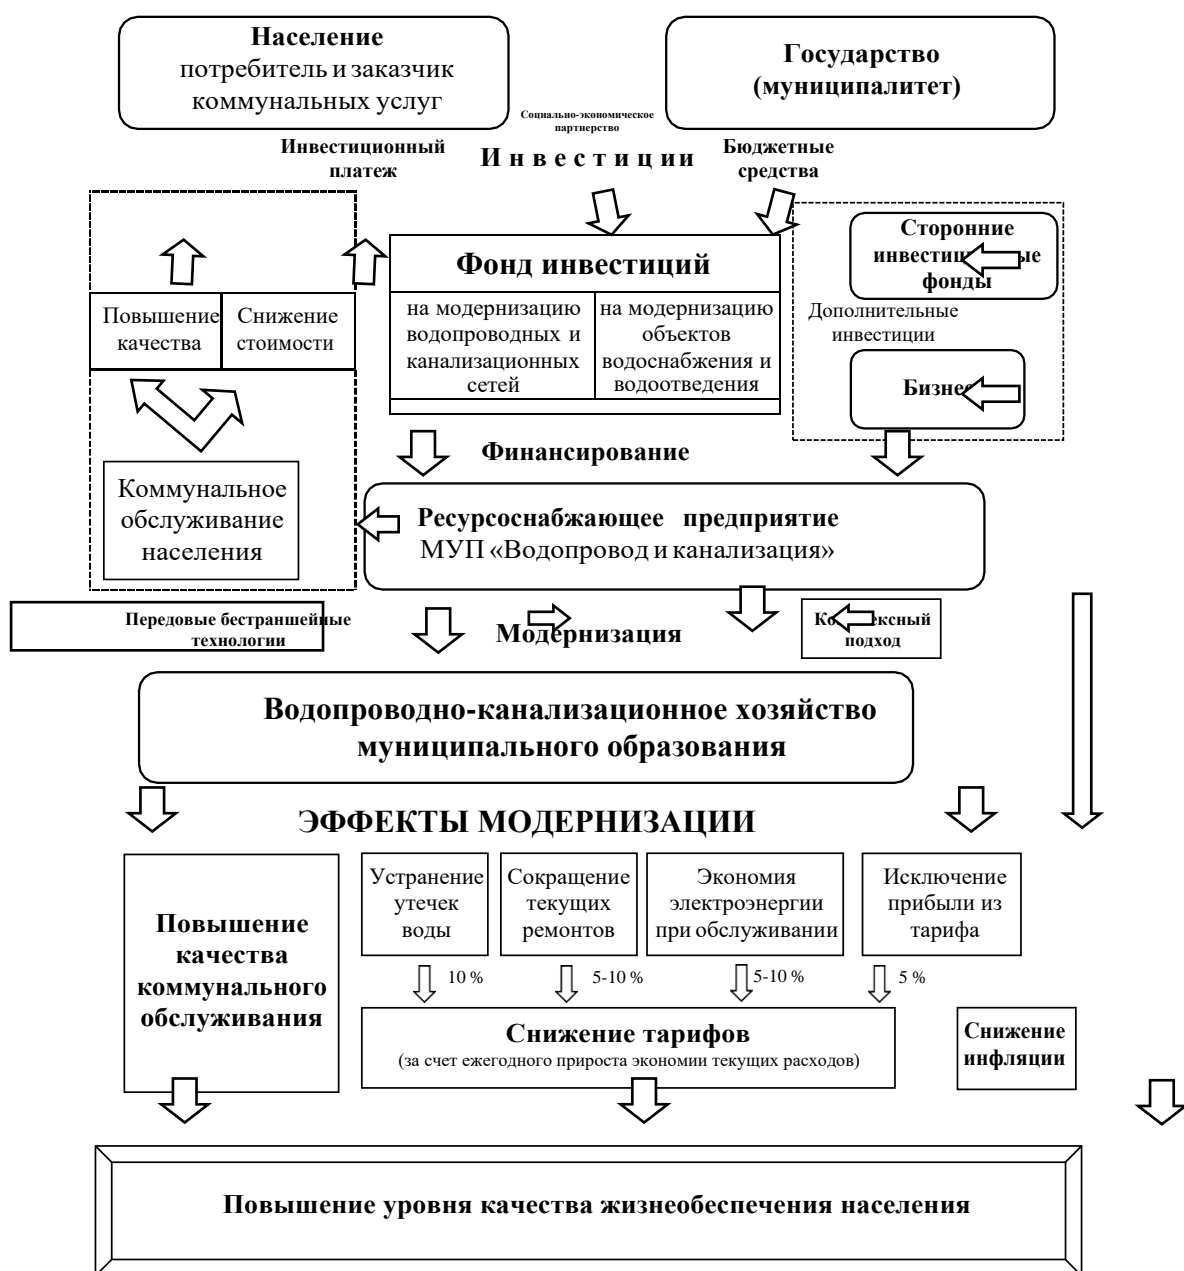 Население
потребитель и заказчик
коммунальных услуг
Государство
(муниципалитет)
Социально-экономическое
партнерство
Инвестиционный
платеж
И н в е с т и ц и и
Бюджетные
средства
Сторонние
фонды
Фонд инвестиций
Повышение
качества
Снижение
стоимости
на модернизацию
водопроводных и
канализационных
сетей
на модернизацию
объектов
водоснабжения и
водоотведения
Дополнительные
инвестиции
Финансирование
Коммунальное
обслуживание
населения
Ресурсоснабжающее предприятие
МУП «Водопровод и канализация»
Передовые бестраншейные
технологии
Модернизация
подход
Водопроводно-канализационное хозяйство
муниципального образования
ЭФФЕКТЫ МОДЕРНИЗАЦИИ
Повышение
качества
коммунального
обслуживания
Устранение
утечек
воды
Сокращение
текущих
ремонтов
Экономия
электроэнергии
при обслуживании
Исключение
прибыли из
тарифа
10 %
5-10 %
5-10 %
5 %
Снижение тарифов
(за счет ежегодного прироста экономии текущих расходов)
Снижение
инфляции
Повышение уровня качества жизнеобеспечения населения